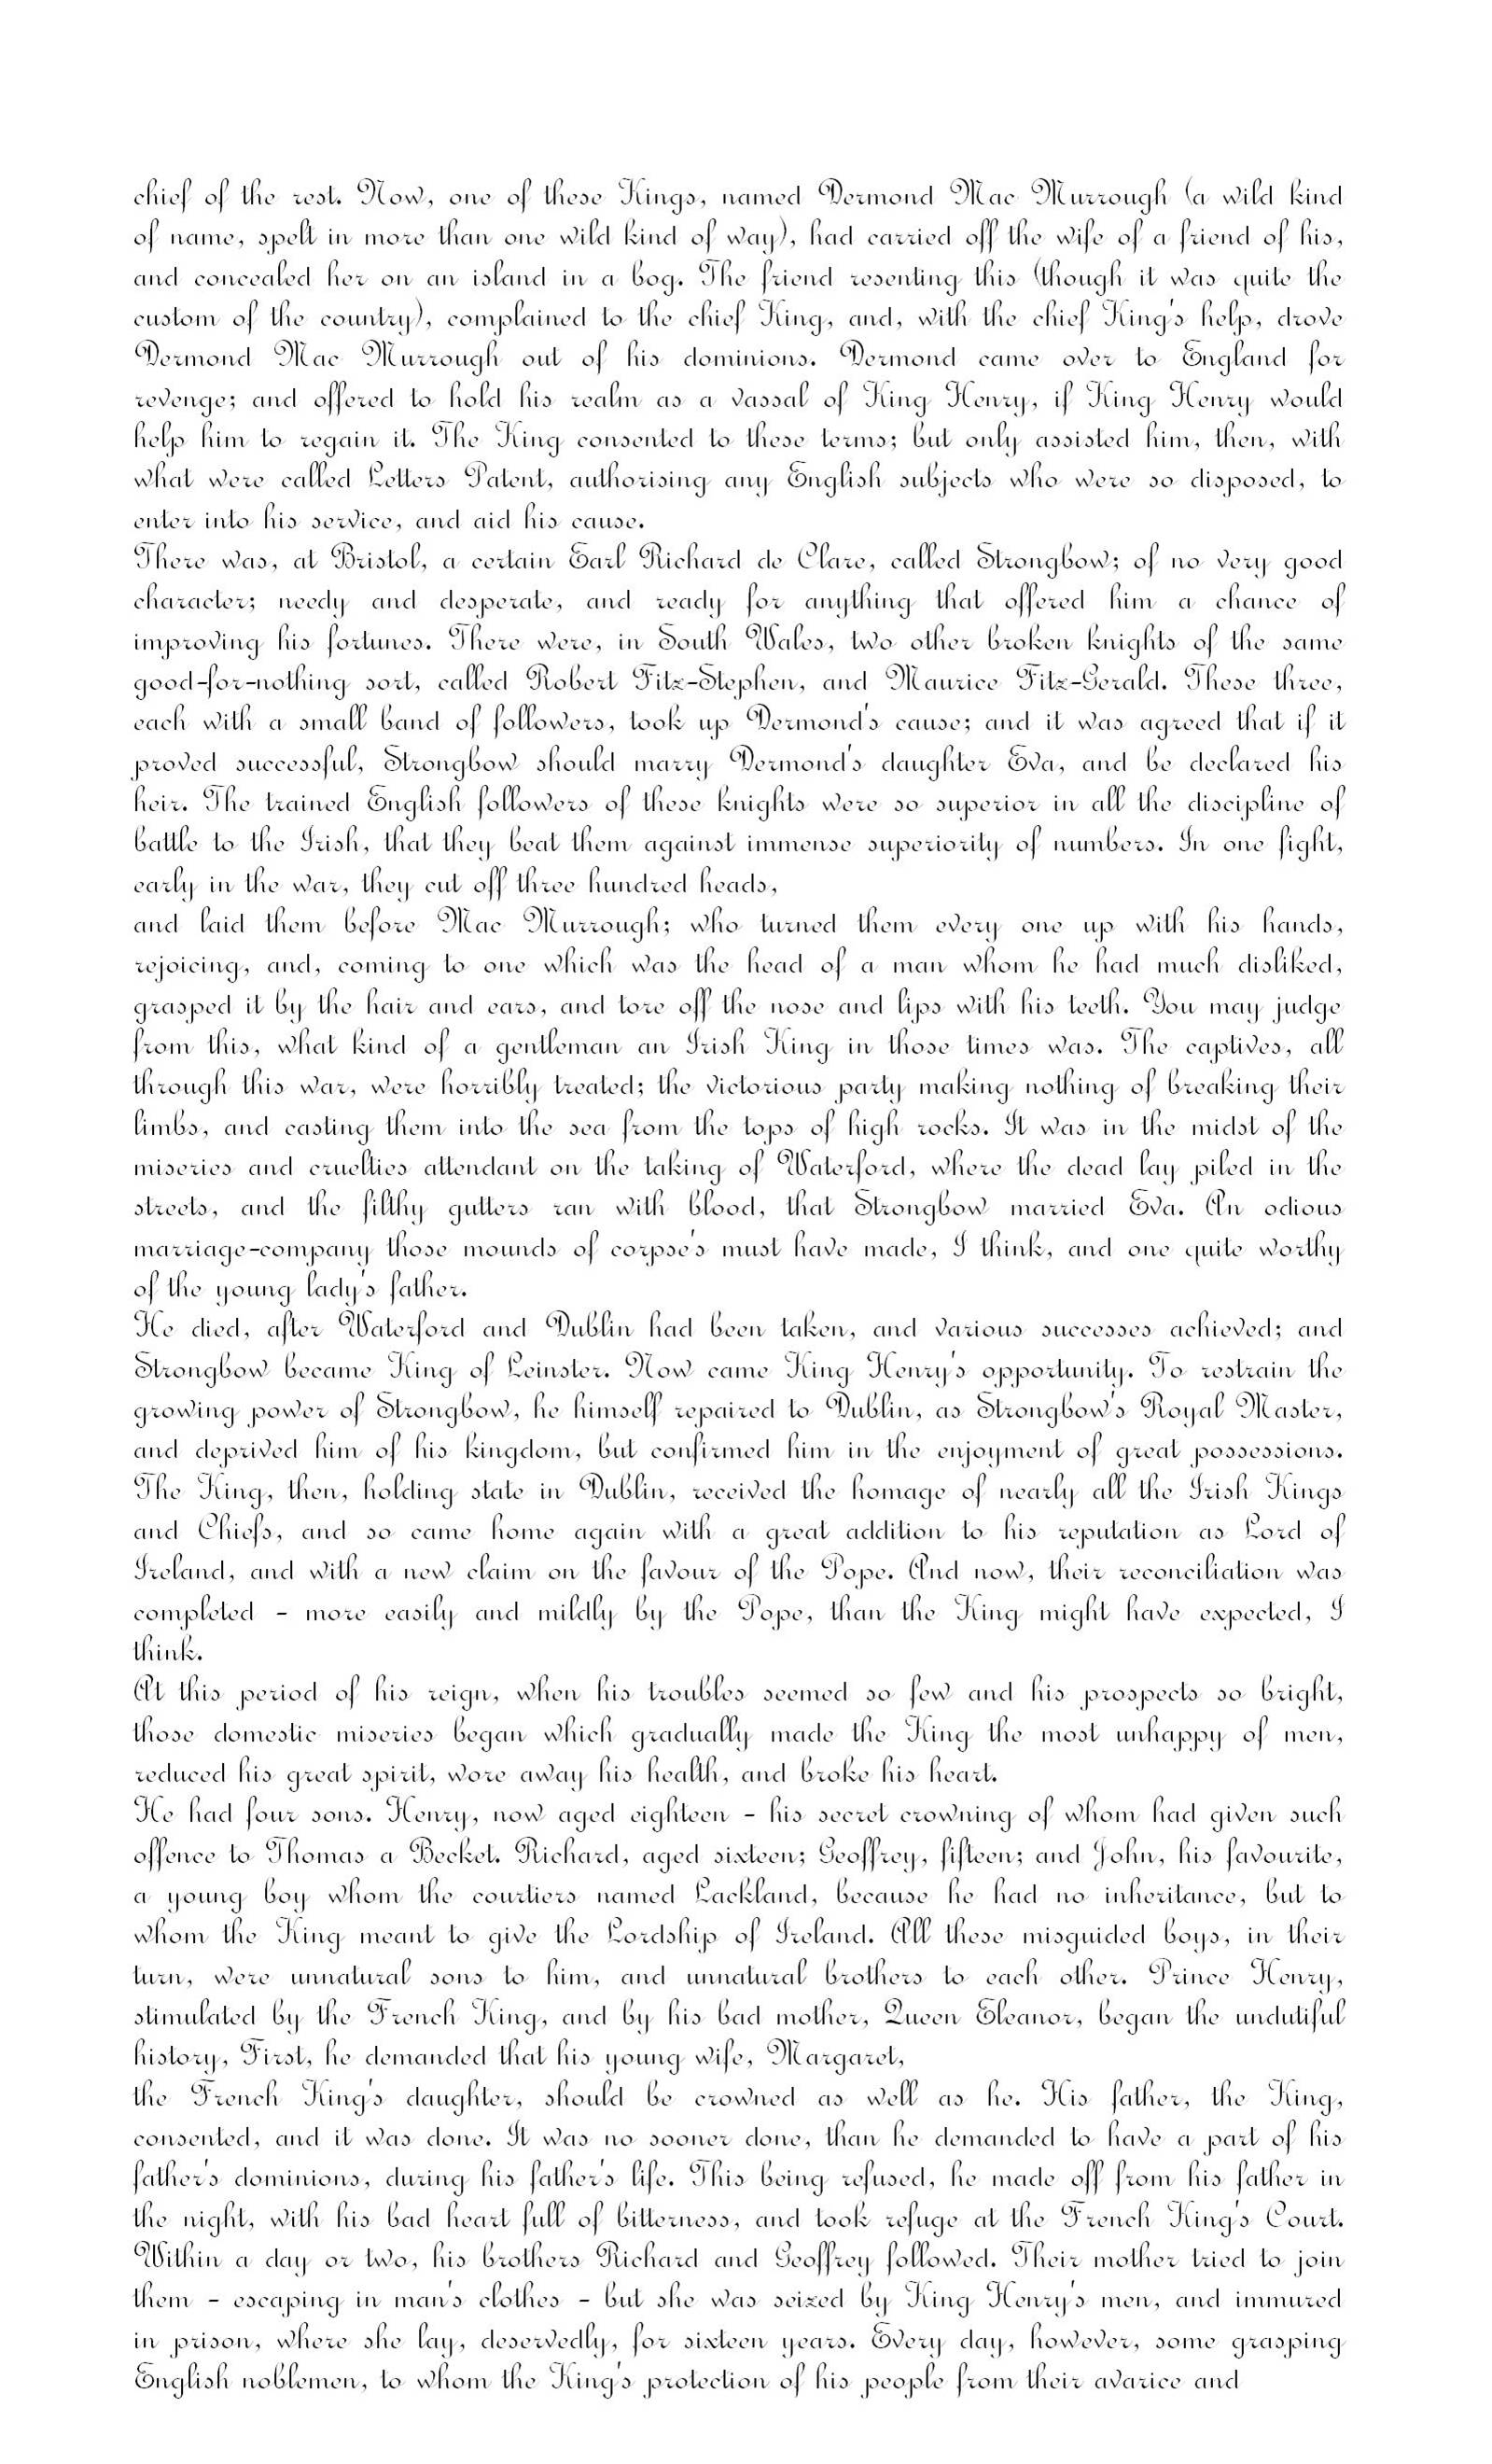 chief of the rest. Now, one of these Kings, named Dermond Mac Murrough (a wild kind
of name, spelt in more than one wild kind of way), had carried off the wife of a friend of his,
and concealed her on an island in a bog. The friend resenting this (though it was quite the
custom of the country), complained to the chief King, and, with the chief King's help, drove
Dermond Mac Murrough out of his dominions. Dermond came over to England for
revenge; and offered to hold his realm as a vassal of King Henry, if King Henry would
help him to regain it. The King consented to these terms; but only assisted him, then, with
what were called Letters Patent, authorising any English subjects who were so disposed, to
enter into his service, and aid his cause.
There was, at Bristol, a certain Earl Richard de Clare, called Strongbow; of no very good
character; needy and desperate, and ready for anything that offered him a chance of
improving his fortunes. There were, in South Wales, two other broken knights of the same
good-for-nothing sort, called Robert Fitz-Stephen, and Maurice Fitz-Gerald. These three,
each with a small band of followers, took up Dermond's cause; and it was agreed that if it
proved successful, Strongbow should marry Dermond's daughter Eva, and be declared his
heir. The trained English followers of these knights were so superior in all the discipline of
battle to the Irish, that they beat them against immense superiority of numbers. In one fight,
early in the war, they cut off three hundred heads,
and laid them before Mac Murrough; who turned them every one up with his hands,
rejoicing, and, coming to one which was the head of a man whom he had much disliked,
grasped it by the hair and ears, and tore off the nose and lips with his teeth. You may judge
from this, what kind of a gentleman an Irish King in those times was. The captives, all
through this war, were horribly treated; the victorious party making nothing of breaking their
limbs, and casting them into the sea from the tops of high rocks. It was in the midst of the
miseries and cruelties attendant on the taking of Waterford, where the dead lay piled in the
streets, and the filthy gutters ran with blood, that Strongbow married Eva. An odious
marriage-company those mounds of corpse's must have made, I think, and one quite worthy
of the young lady's father.
He died, after Waterford and Dublin had been taken, and various successes achieved; and
Strongbow became King of Leinster. Now came King Henry's opportunity. To restrain the
growing power of Strongbow, he himself repaired to Dublin, as Strongbow's Royal Master,
and deprived him of his kingdom, but confirmed him in the enjoyment of great possessions.
The King, then, holding state in Dublin, received the homage of nearly all the Irish Kings
and Chiefs, and so came home again with a great addition to his reputation as Lord of
Ireland, and with a new claim on the favour of the Pope. And now, their reconciliation was
completed - more easily and mildly by the Pope, than the King might have expected, I
think.
At this period of his reign, when his troubles seemed so few and his prospects so bright,
those domestic miseries began which gradually made the King the most unhappy of men,
reduced his great spirit, wore away his health, and broke his heart.
He had four sons. Henry, now aged eighteen - his secret crowning of whom had given such
offence to Thomas a Becket. Richard, aged sixteen; Geoffrey, fifteen; and John, his favourite,
a young boy whom the courtiers named Lackland, because he had no inheritance, but to
whom the King meant to give the Lordship of Ireland. All these misguided boys, in their
turn, were unnatural sons to him, and unnatural brothers to each other. Prince Henry,
stimulated by the French King, and by his bad mother, Queen Eleanor, began the undutiful
history, First, he demanded that his young wife, Margaret,
the French King's daughter, should be crowned as well as he. His father, the King,
consented, and it was done. It was no sooner done, than he demanded to have a part of his
father's dominions, during his father's life. This being refused, he made off from his father in
the night, with his bad heart full of bitterness, and took refuge at the French King's Court.
Within a day or two, his brothers Richard and Geoffrey followed. Their mother tried to join
them - escaping in man's clothes - but she was seized by King Henry's men, and immured
in prison, where she lay, deservedly, for sixteen years. Every day, however, some grasping
English noblemen, to whom the King's protection of his people from their avarice and